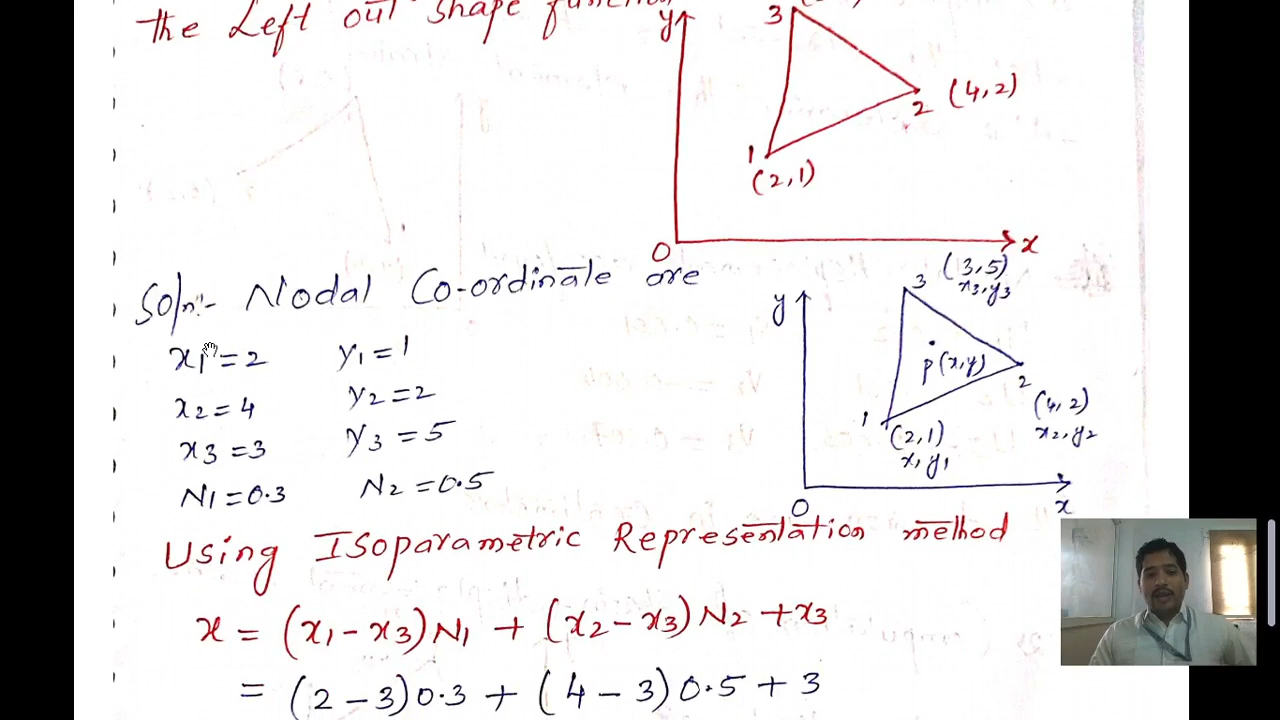 the Left out shape function
y
3
2 (4,2)
1
(2,1)
0
x
Soln:- Nodal Co-ordinate are
x1 = 2 y1 = 1
x2 = 4 y2 = 2
x3 = 3 y3 = 5
N1 = 0.3 N2 = 0.5
y
3 (3,5)
x3,y3
P(x,y)
2
(4,2)
x2,y2
1
(2,1)
x,y1
0
x
Using Isoparametric Representation method
x = (x1-x3)N1 + (x2-x3)N2 + x3
= (2-3)0.3 + (4-3)0.5 + 3